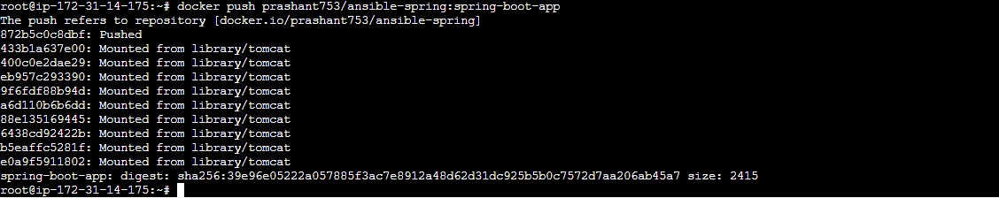 root@ip-172-31-14-175:~# docker push prashant753/ansible-spring:spring-boot-app
The push refers to repository [docker.io/prashant753/ansible-spring]
872b5c0c8dbf: Pushed
433b1a637e00: Mounted from library/tomcat
400c0e2dae29: Mounted from library/tomcat
eb957c293390: Mounted from library/tomcat
9f6fdf88b94d: Mounted from library/tomcat
a6d110b6b6dd: Mounted from library/tomcat
88e135169445: Mounted from library/tomcat
6438cd92422b: Mounted from library/tomcat
b5eaffc5281f: Mounted from library/tomcat
e0a9f5911802: Mounted from library/tomcat
spring-boot-app: digest: sha256:39e96e05222a057885f3ac7e8912a48d62d31dc925b5b0c7572d7aa206ab45a7 size: 2415
root@ip-172-31-14-175:~#